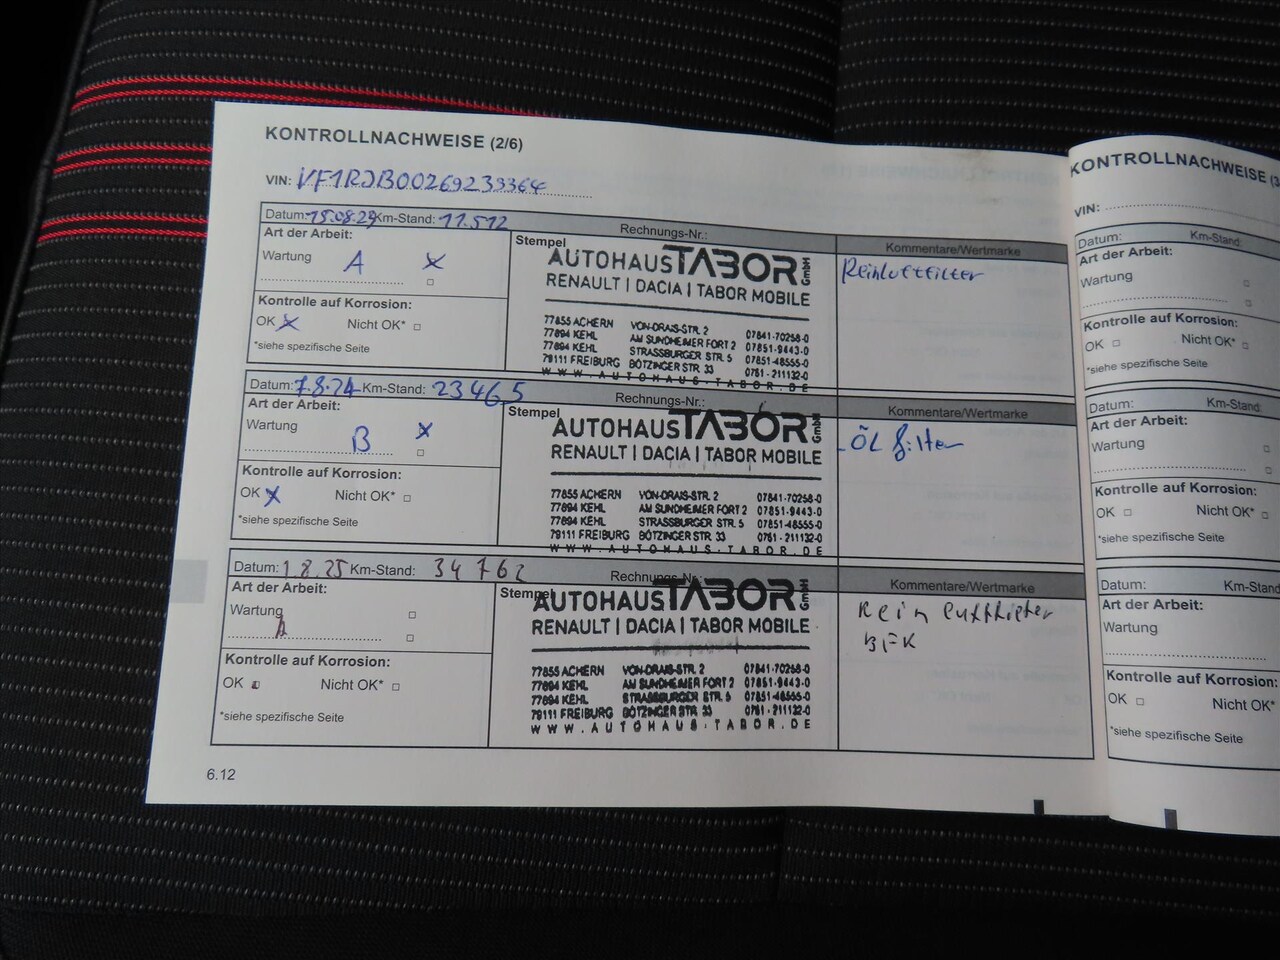 KONTROLLNACHWEISE (2/6)
VIN: VF1RJB00269239364
Datum: Km-Stand: 11.512
Rechnungs-Nr.:
Art der Arbeit:
Wartung A X
Kontrolle auf Korrosion:
OK X Nicht OK*
*siehe spezifische Seite
Stempel
AUTOHAUS TABOR GmbH
RENAULT | DACIA | TABOR MOBILE
77855 ACHERN VON-DRAIS-STR. 2 07841-70258-0
77694 KEHL AM SUNDHEIMER FORT 2 07851-9443-0
77694 KEHL STRASSBURGER STR. 5 07851-48555-0
79111 FREIBURG BÖTZINGER STR. 33 0761-211132-0
WWW.AUTOHAUS-TABOR.DE
Kommentare/Wertmarke
Reinluftfilter
Datum: 7.8.24 Km-Stand: 23465
Rechnungs-Nr.:
Art der Arbeit:
Wartung B X
Kontrolle auf Korrosion:
OK X Nicht OK*
*siehe spezifische Seite
Stempel
AUTOHAUS TABOR GmbH
RENAULT | DACIA | TABOR MOBILE
77855 ACHERN VON-DRAIS-STR. 2 07841-70258-0
77694 KEHL AM SUNDHEIMER FORT 2 07851-9443-0
77694 KEHL STRASSBURGER STR. 5 07851-48555-0
79111 FREIBURG BÖTZINGER STR. 33 0761-211132-0
WWW.AUTOHAUS-TABOR.DE
Kommentare/Wertmarke
ÖL filter
Datum: 1.8.25 Km-Stand: 34762
Rechnungs-Nr.:
Art der Arbeit:
Wartung
A
Kontrolle auf Korrosion:
OK Nicht OK*
*siehe spezifische Seite
Stempel
AUTOHAUS TABOR GmbH
RENAULT | DACIA | TABOR MOBILE
77855 ACHERN VON-DRAIS-STR. 2 07841-70258-0
77694 KEHL AM SUNDHEIMER FORT 2 07851-9443-0
77694 KEHL STRASSBURGER STR. 5 07851-48555-0
79111 FREIBURG BÖTZINGER STR. 33 0761-211132-0
WWW.AUTOHAUS-TABOR.DE
Kommentare/Wertmarke
Rein luftfilter
BFK
6.12
KONTROLLNACHWEISE (3
VIN:
Datum: Km-Stand:
Art der Arbeit:
Wartung
Kontrolle auf Korrosion:
OK Nicht OK*
*siehe spezifische Seite
Datum: Km-Stand:
Art der Arbeit:
Wartung
Kontrolle auf Korrosion:
OK Nicht OK*
*siehe spezifische Seite
Datum: Km-Stand
Art der Arbeit:
Wartung
Kontrolle auf Korrosion:
OK Nicht OK*
*siehe spezifische Seite